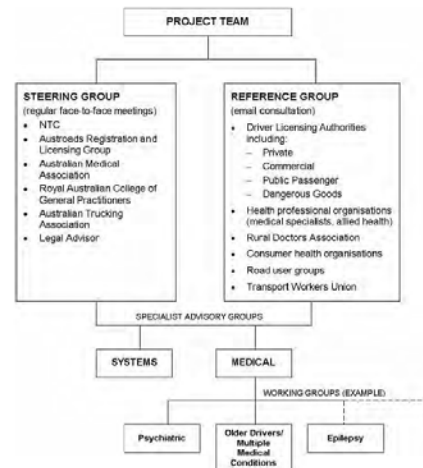 PROJECT TEAM
STEERING GROUP
(regular face-to-face meetings)
• NTC
• Austroads Registration and
Licensing Group
• Australian Medical
Association
• Royal Australian College of
General Practitioners
• Australian Trucking
Association
• Legal Advisor
REFERENCE GROUP
(email consultation)
• Driver Licensing Authorities
including:
– Private
– Commercial
– Public Passenger
– Dangerous Goods
• Health professional organisations
(medical specialists, allied health)
• Rural Doctors Association
• Consumer health organisations
• Road user groups
• Transport Workers Union
SPECIALIST ADVISORY GROUPS
SYSTEMS
MEDICAL
WORKING GROUPS (EXAMPLE)
Psychiatric
Older Drivers/
Multiple
Medical
Conditions
Epilepsy